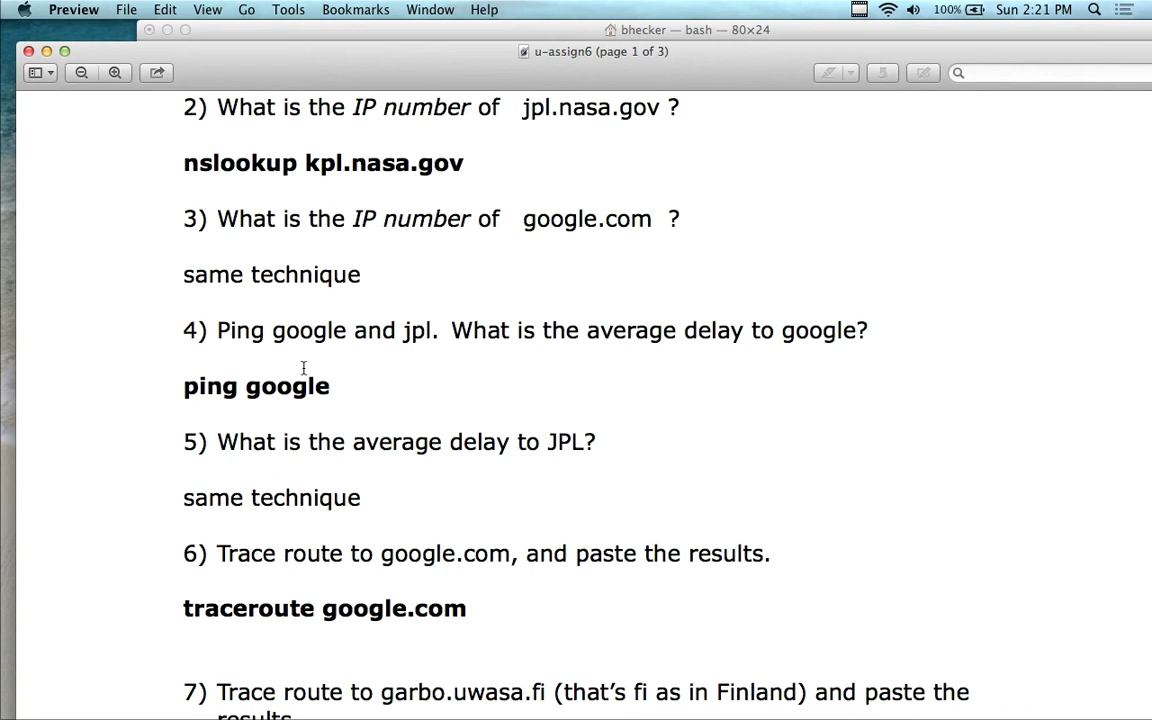 Preview File Edit View Go Tools Bookmarks Window Help 100% Sun 2:21 PM
bhecker — bash — 80×24
u-assign6 (page 1 of 3)
2) What is the IP number of jpl.nasa.gov ?
nslookup kpl.nasa.gov
3) What is the IP number of google.com ?
same technique
4) Ping google and jpl. What is the average delay to google?
ping google
5) What is the average delay to JPL?
same technique
6) Trace route to google.com, and paste the results.
traceroute google.com
7) Trace route to garbo.uwasa.fi (that’s fi as in Finland) and paste the
results